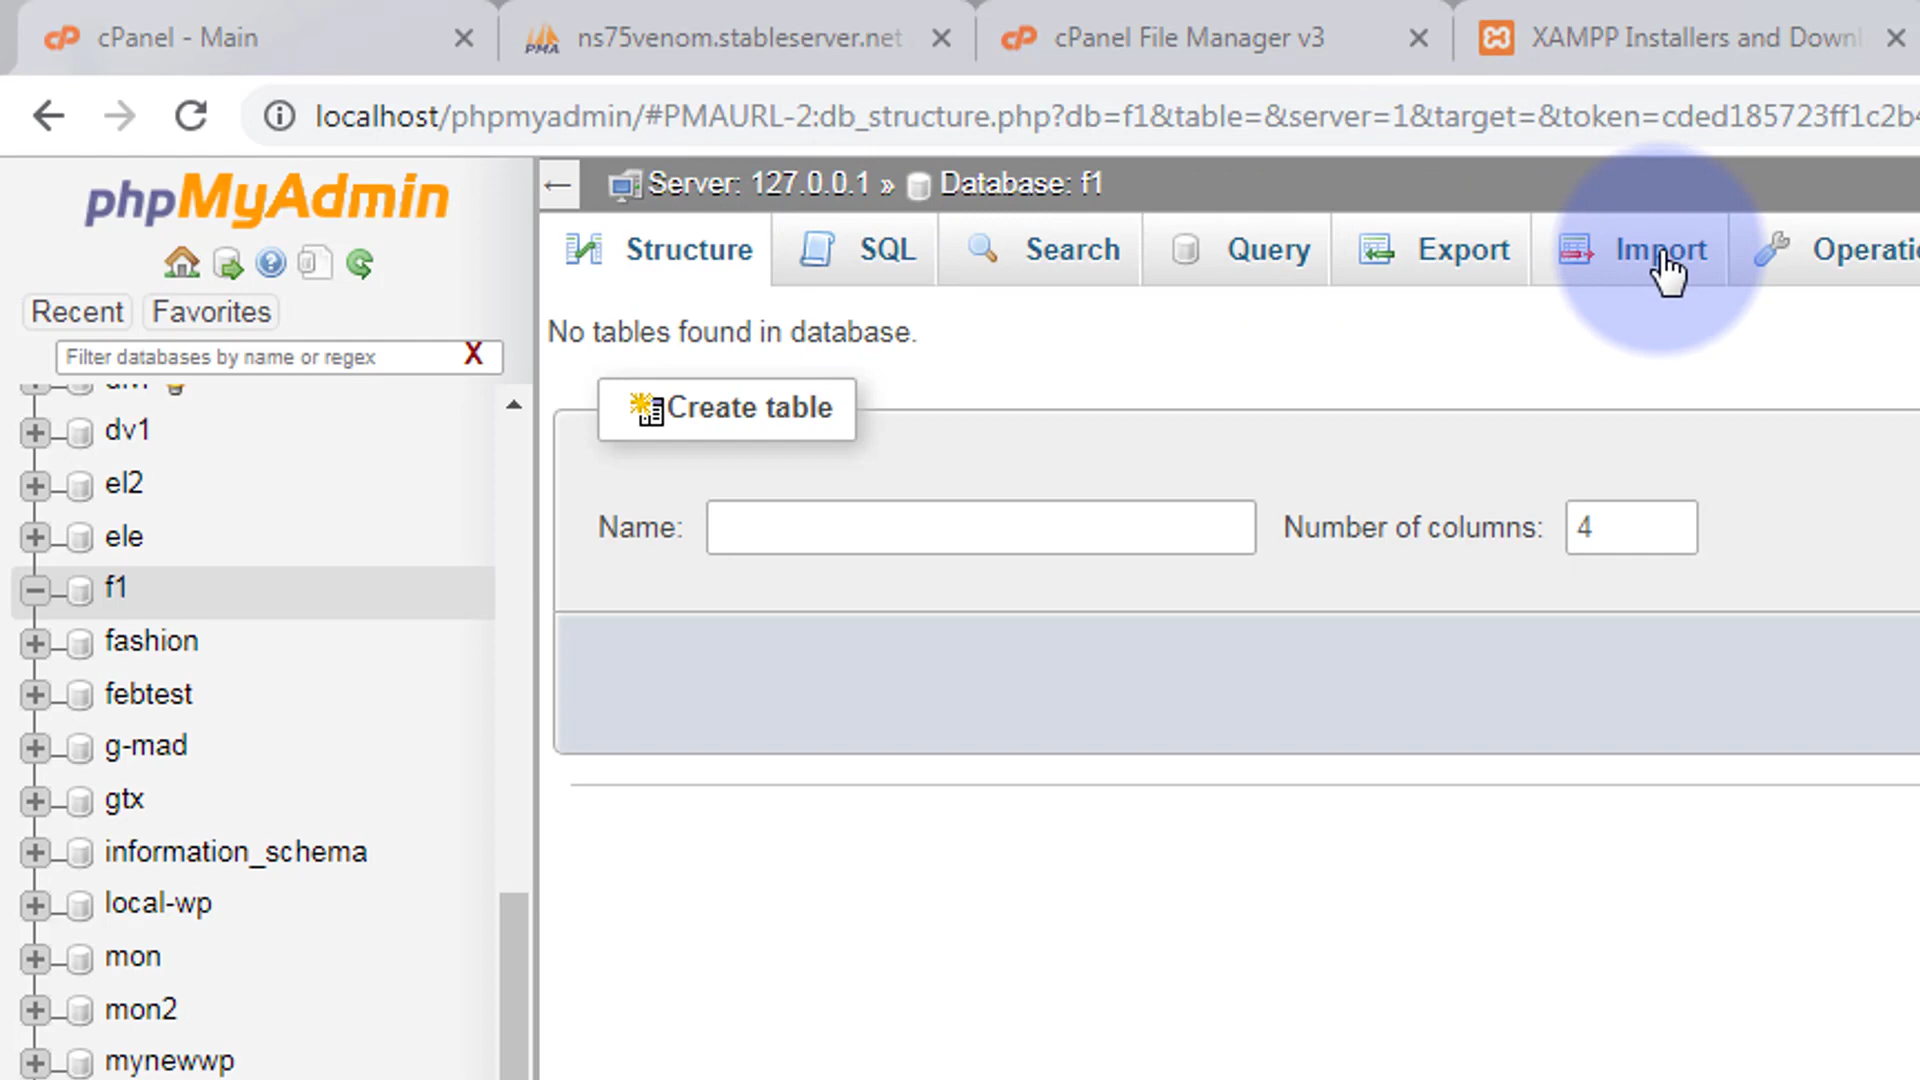 cPanel - Main
PMA ns75venom.stableserver.net
cPanel File Manager v3
XAMPP Installers and Downl
localhost/phpmyadmin/#PMAURL-2:db_structure.php?db=f1&table=&server=1&target=&token=cded185723ff1c2b4
phpMyAdmin
Server: 127.0.0.1 » Database: f1
Structure
SQL
Search
Query
Export
Import
Operatio
Recent
Favorites
Filter databases by name or regex X
No tables found in database.
Create table
Name:
Number of columns: 4
dv1
el2
ele
f1
fashion
febtest
g-mad
gtx
information_schema
local-wp
mon
mon2
mynewwp